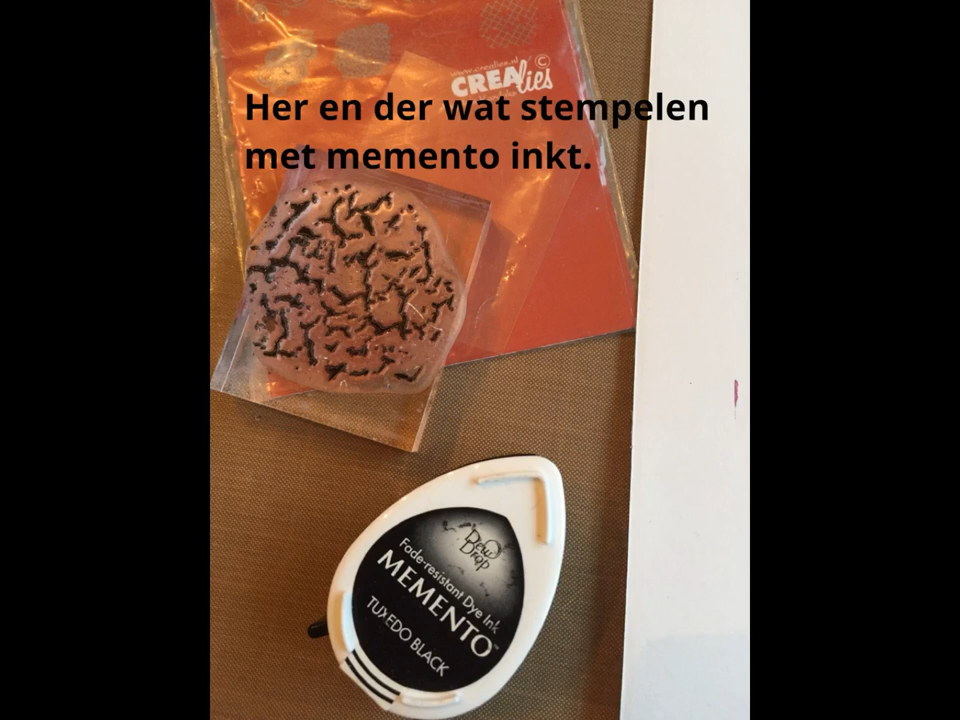 www.crealies.nl
CREAlies ©
Her en der wat stempelen
met memento inkt.
Dew
Drop
Fade-resistant Dye Ink
MEMENTO™
TUXEDO BLACK